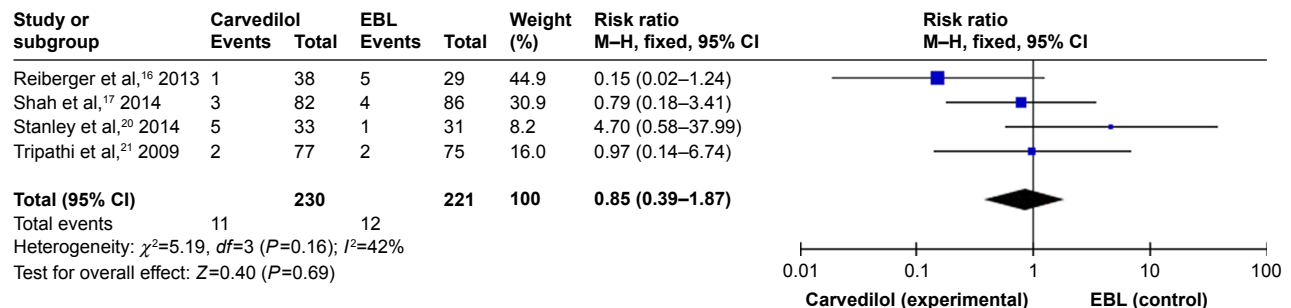 Study or Carvedilol EBL Weight Risk ratio Risk ratio
subgroup Events Total Events Total (%) M–H, fixed, 95% CI M–H, fixed, 95% CI
Reiberger et al,¹⁶ 2013 1 38 5 29 44.9 0.15 (0.02–1.24)
Shah et al,¹⁷ 2014 3 82 4 86 30.9 0.79 (0.18–3.41)
Stanley et al,²⁰ 2014 5 33 1 31 8.2 4.70 (0.58–37.99)
Tripathi et al,²¹ 2009 2 77 2 75 16.0 0.97 (0.14–6.74)
Total (95% CI) 230 221 100 0.85 (0.39–1.87)
Total events 11 12
Heterogeneity: χ²=5.19, df=3 (P=0.16); I²=42%
Test for overall effect: Z=0.40 (P=0.69)
0.01 0.1 1 10 100
Carvedilol (experimental) EBL (control)